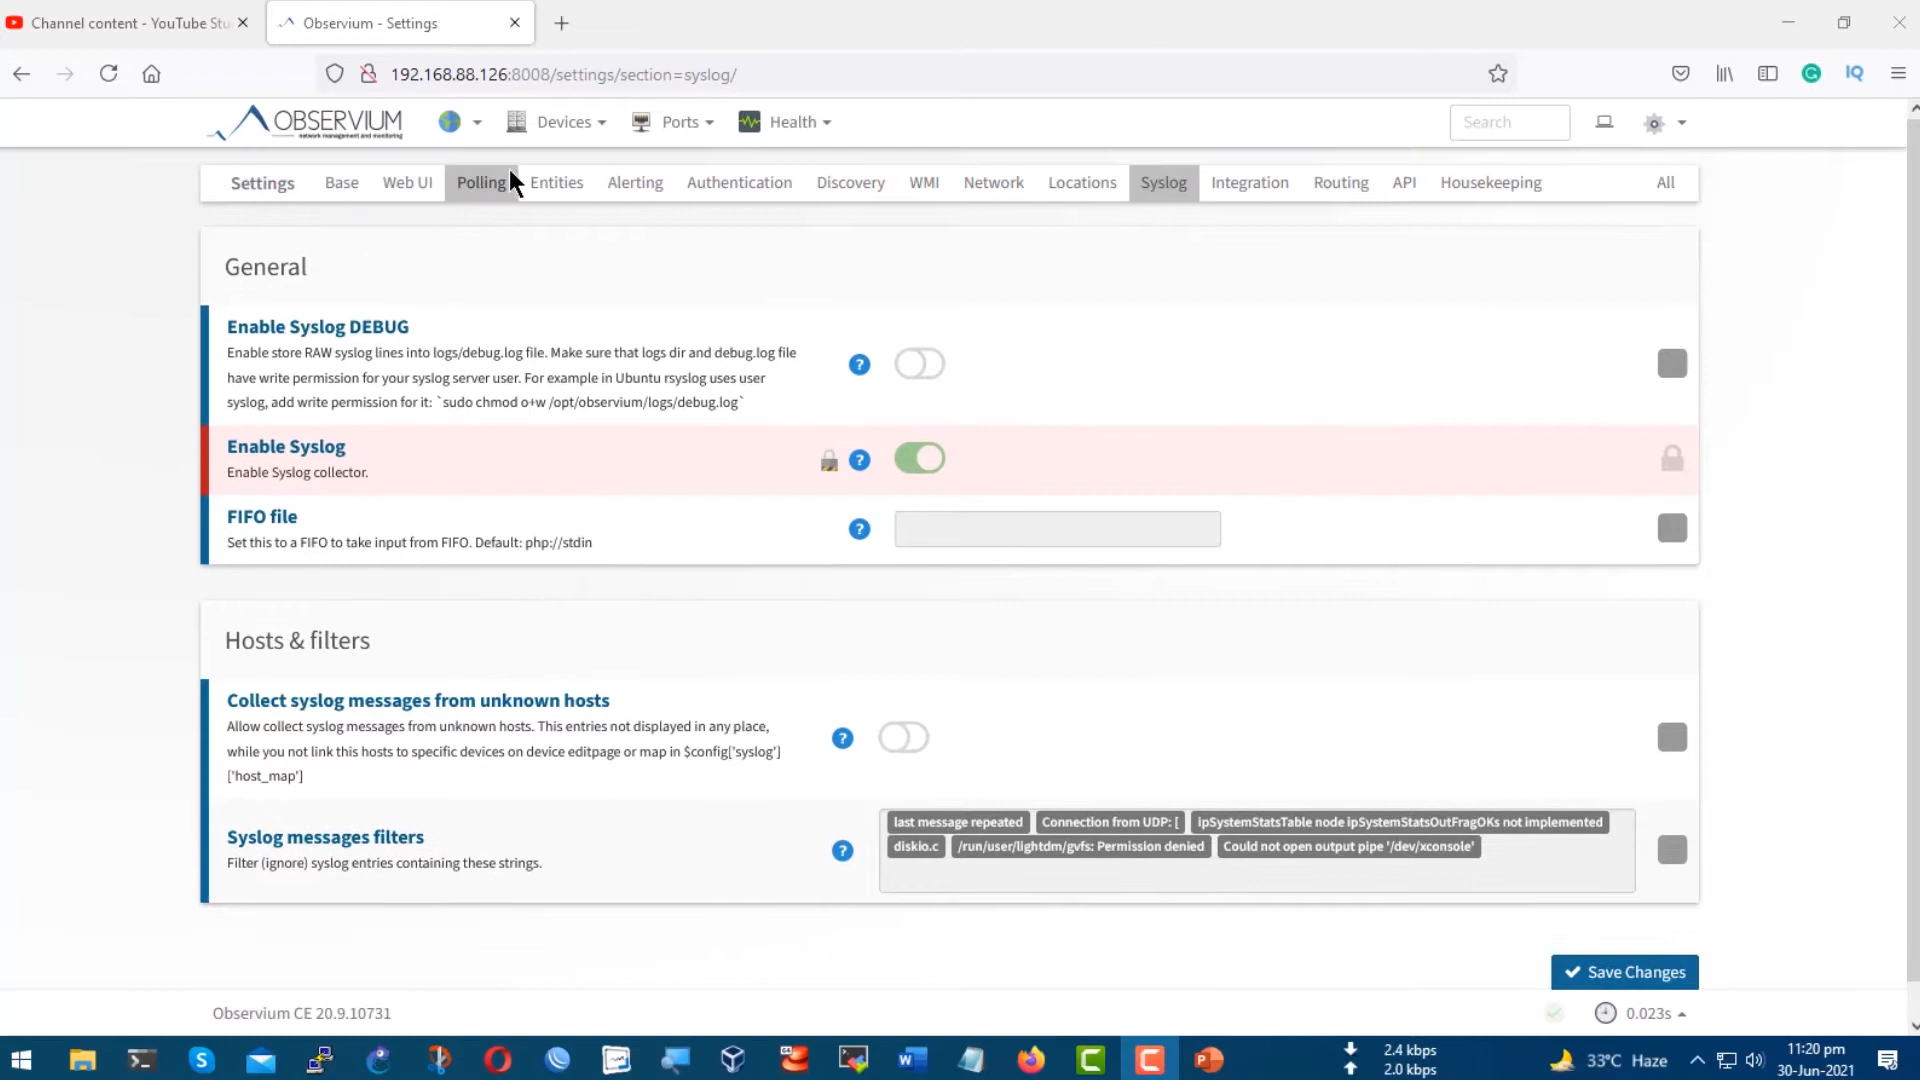 Channel content - YouTube Stu
Observium - Settings
192.168.88.126:8008/settings/section=syslog/
IQ
OBSERVIUM
network management and monitoring
Devices
Ports
Health
Search
Settings
Base
Web UI
Polling
Entities
Alerting
Authentication
Discovery
WMI
Network
Locations
Syslog
Integration
Routing
API
Housekeeping
All
General
Enable Syslog DEBUG
Enable store RAW syslog lines into logs/debug.log file. Make sure that logs dir and debug.log file
have write permission for your syslog server user. For example in Ubuntu rsyslog uses user
syslog, add write permission for it: `sudo chmod o+w /opt/observium/logs/debug.log`
Enable Syslog
Enable Syslog collector.
FIFO file
Set this to a FIFO to take input from FIFO. Default: php://stdin
Hosts & filters
Collect syslog messages from unknown hosts
Allow collect syslog messages from unknown hosts. This entries not displayed in any place,
while you not link this hosts to specific devices on device editpage or map in $config['syslog']
['host_map']
Syslog messages filters
Filter (ignore) syslog entries containing these strings.
last message repeated
Connection from UDP: [
ipSystemStatsTable node ipSystemStatsOutFragOKs not implemented
diskio.c
/run/user/lightdm/gvfs: Permission denied
Could not open output pipe '/dev/xconsole'
Save Changes
Observium CE 20.9.10731
0.023s
2.4 kbps
2.0 kbps
33°C Haze
11:20 pm
30-Jun-2021